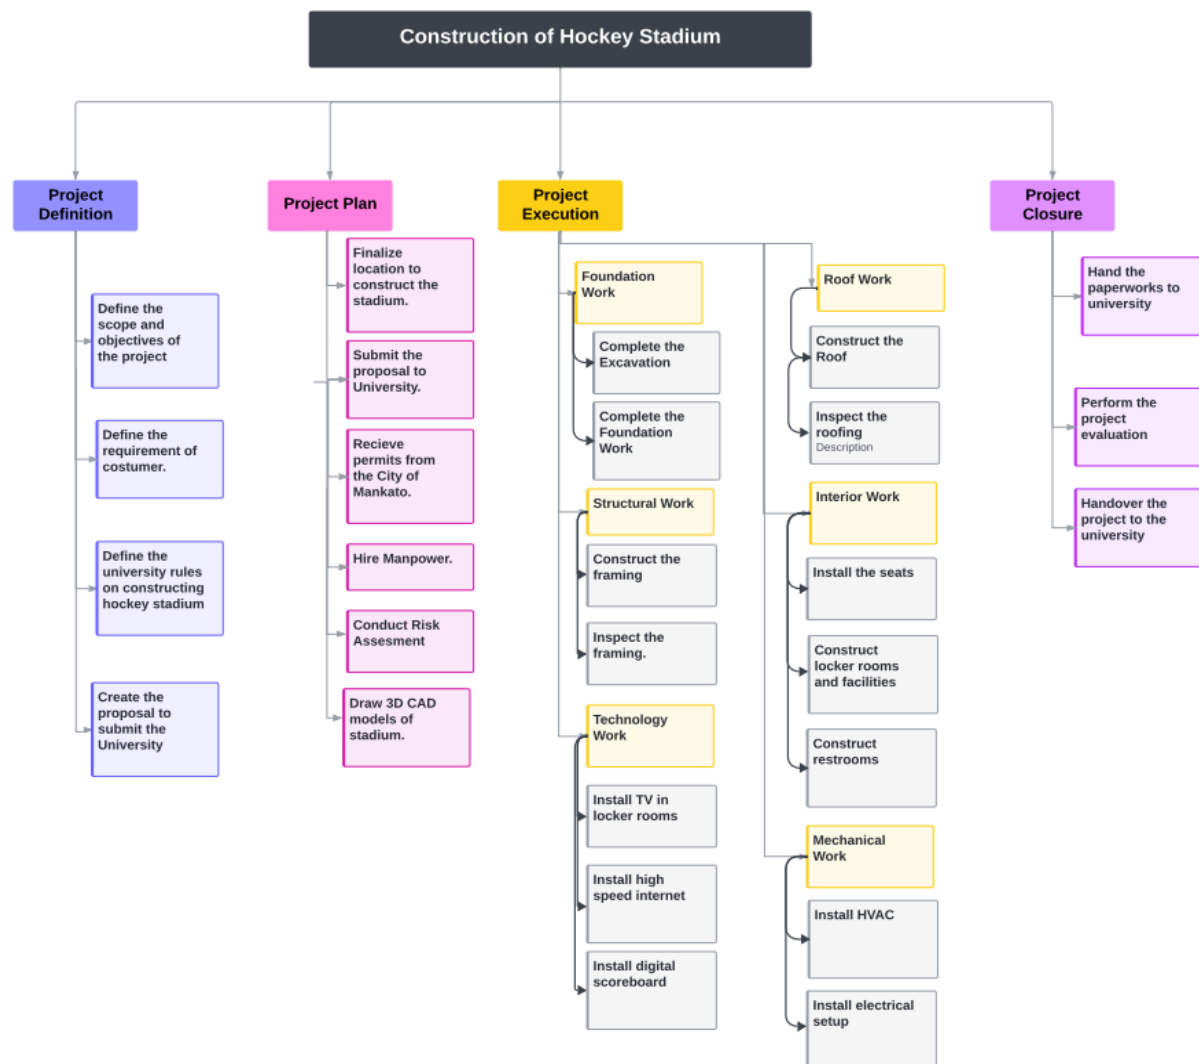 Construction of Hockey Stadium
Project
Definition
Define the
scope and
objectives of
the project
Define the
requirement of
costumer.
Define the
university rules
on constructing
hockey stadium
Create the
proposal to
submit the
University
Project Plan
Finalize
location to
construct the
stadium.
Submit the
proposal to
University.
Recieve
permits from
the City of
Mankato.
Hire Manpower.
Conduct Risk
Assesment
Draw 3D CAD
models of
stadium.
Project
Execution
Foundation
Work
Complete the
Excavation
Complete the
Foundation
Work
Structural Work
Construct the
framing
Inspect the
framing.
Technology
Work
Install TV in
locker rooms
Install high
speed internet
Install digital
scoreboard
Roof Work
Construct the
Roof
Inspect the
roofing
Description
Interior Work
Install the seats
Construct
locker rooms
and facilities
Construct
restrooms
Mechanical
Work
Install HVAC
Install electrical
setup
Project
Closure
Hand the
paperworks to
university
Perform the
project
evaluation
Handover the
project to the
university